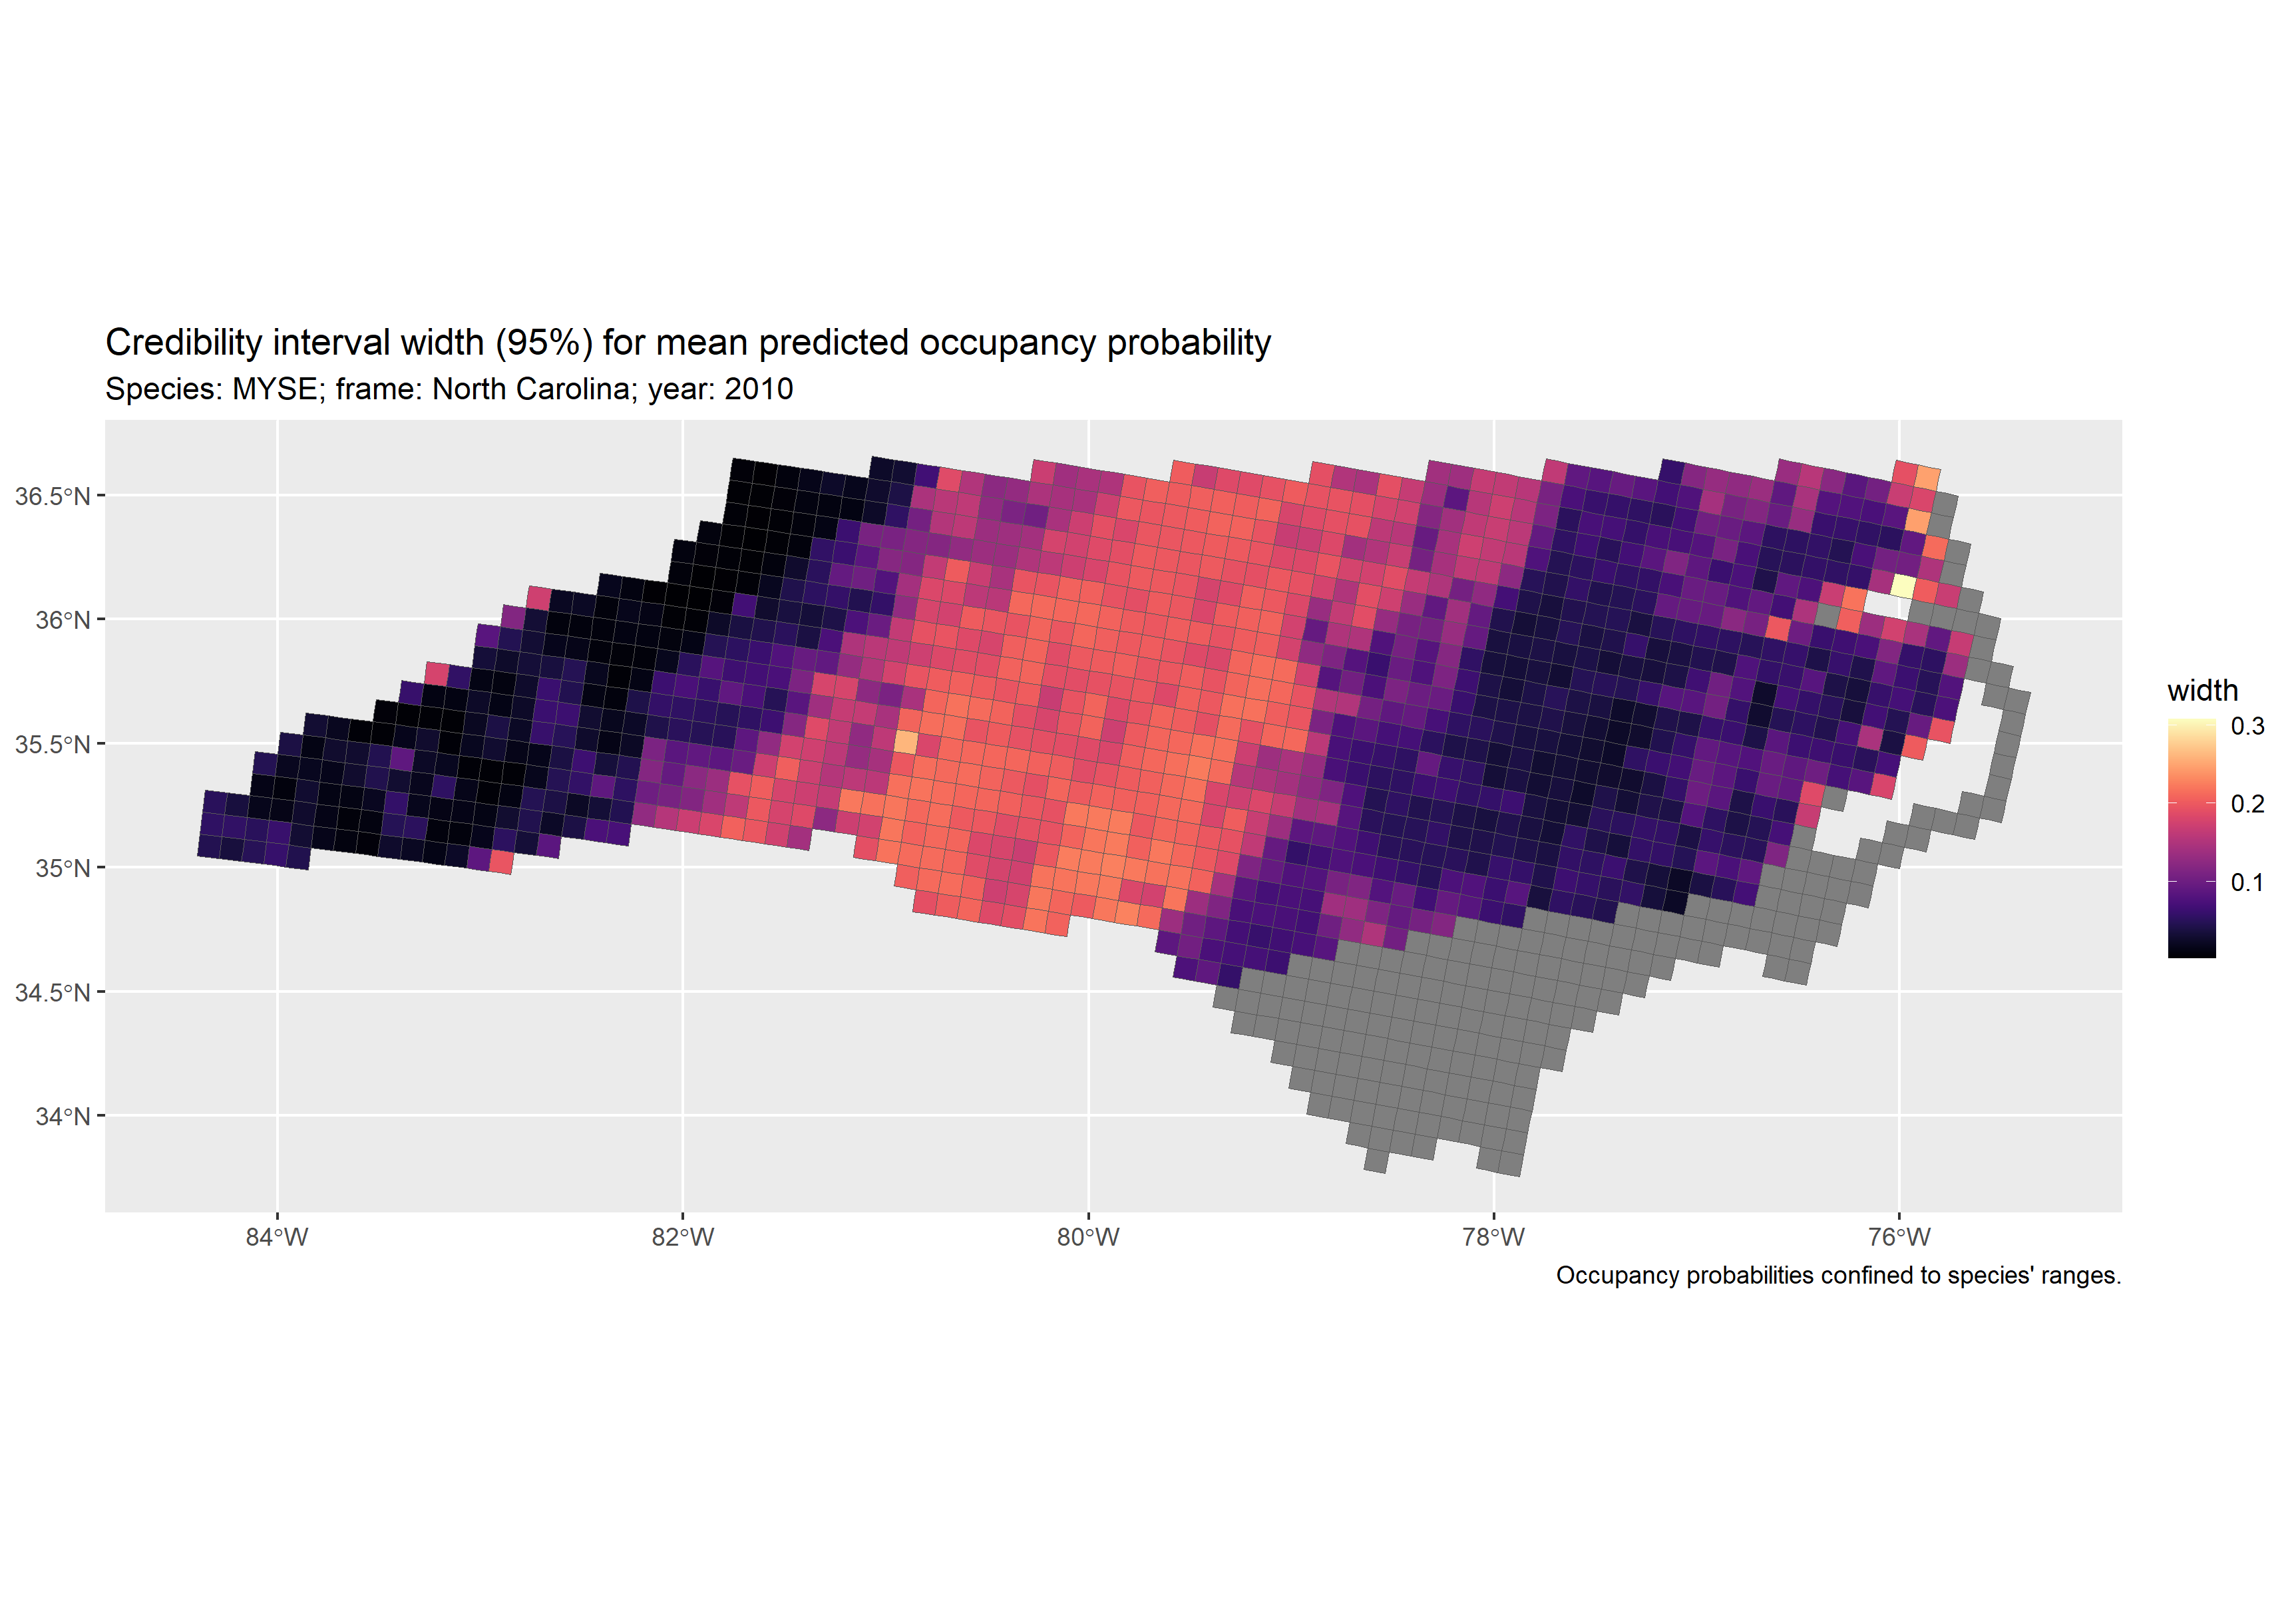 Credibility interval width (95%) for mean predicted occupancy probability
Species: MYSE; frame: North Carolina; year: 2010
36.5°N
36°N
35.5°N
35°N
34.5°N
34°N
84°W
82°W
80°W
78°W
76°W
width
0.3
0.2
0.1
Occupancy probabilities confined to species' ranges.